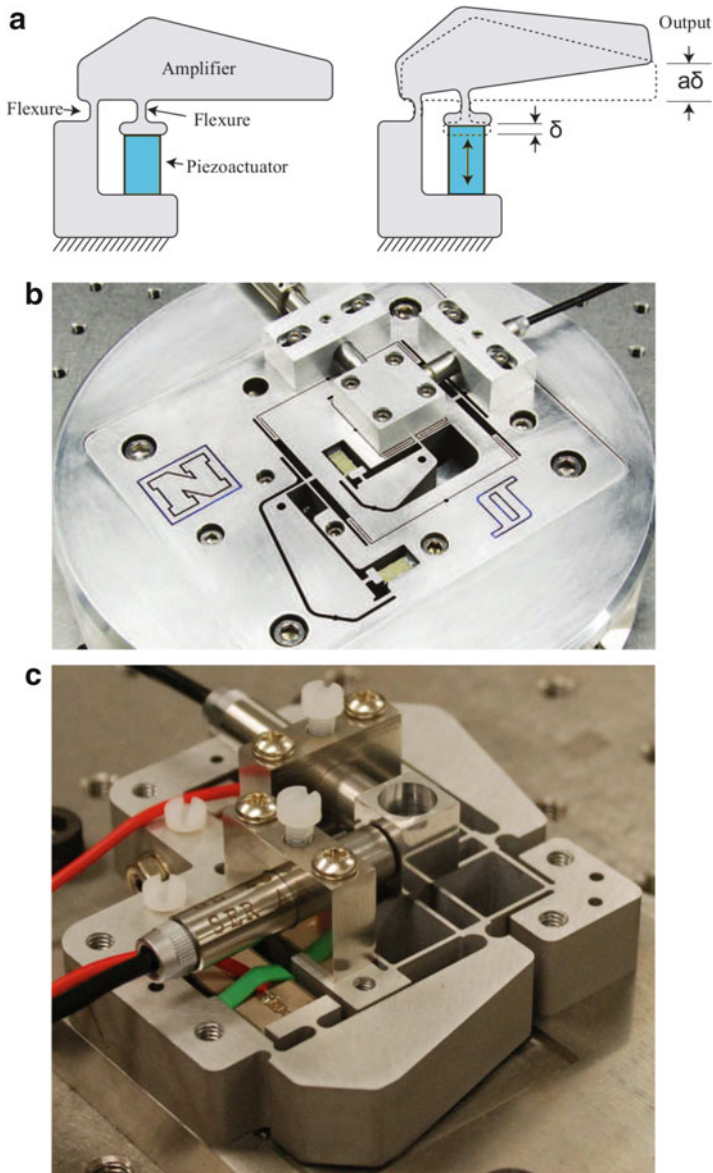 a
Output
Amplifier
aδ
Flexure
Flexure
δ
Piezoactuator
b
N
c